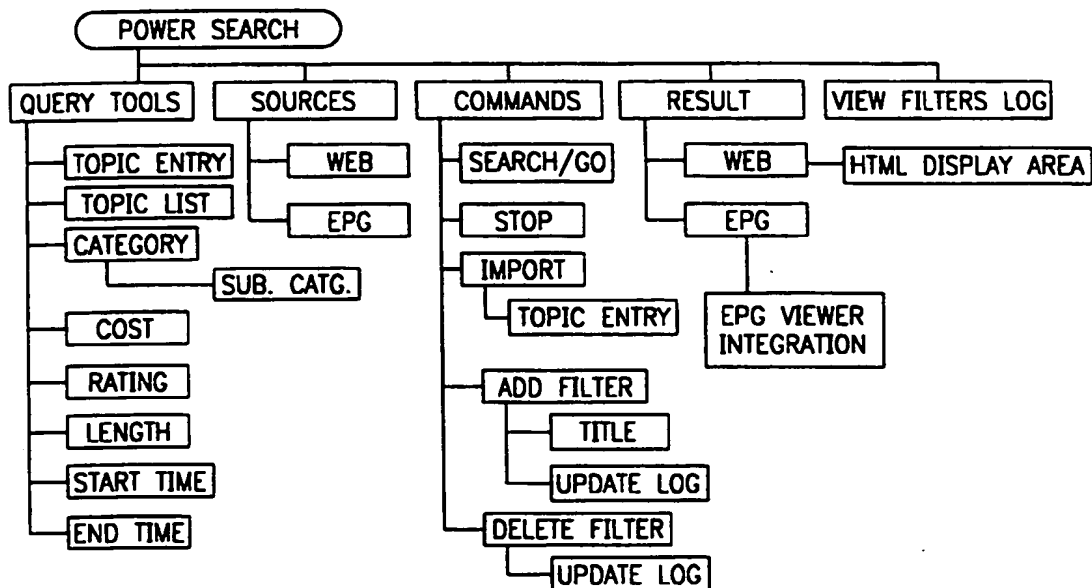 POWER SEARCH
QUERY TOOLS
SOURCES
COMMANDS
RESULT
VIEW FILTERS LOG
TOPIC ENTRY
TOPIC LIST
CATEGORY
SUB. CATG.
COST
RATING
LENGTH
START TIME
END TIME
WEB
EPG
SEARCH/GO
STOP
IMPORT
TOPIC ENTRY
ADD FILTER
TITLE
UPDATE LOG
DELETE FILTER
UPDATE LOG
WEB
HTML DISPLAY AREA
EPG
EPG VIEWER
INTEGRATION